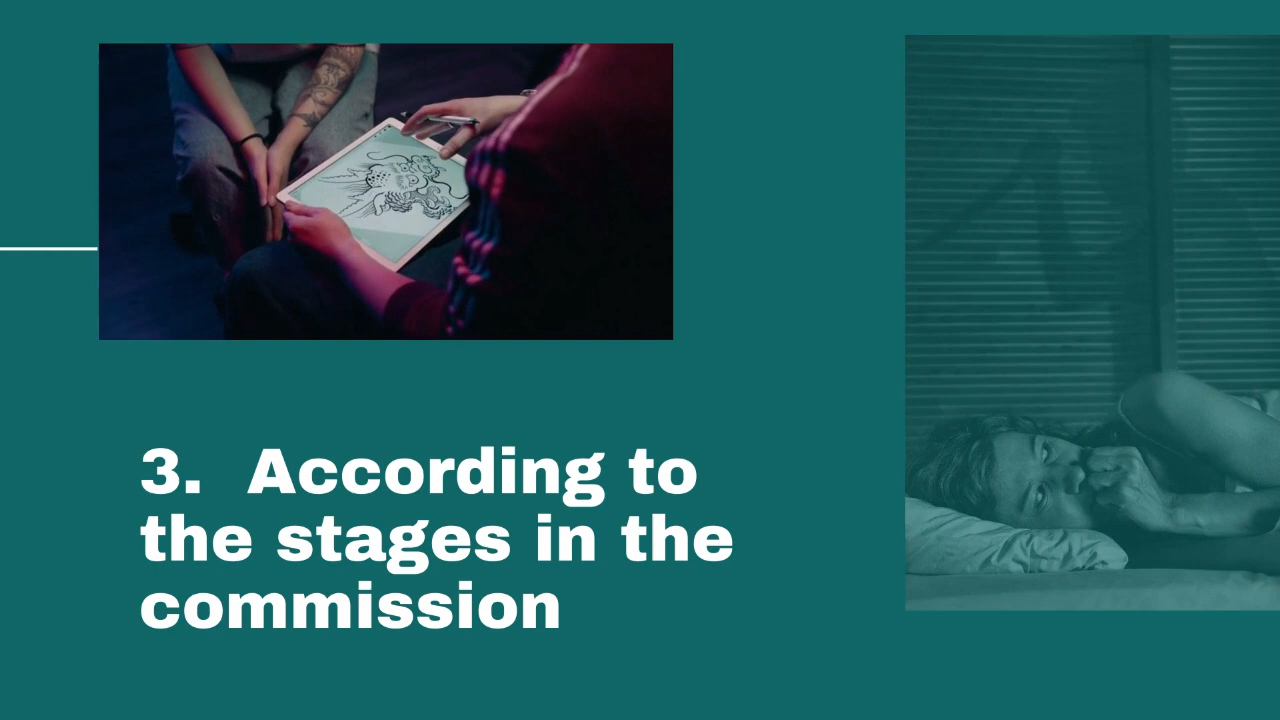 3.  According to
the stages in the
commission